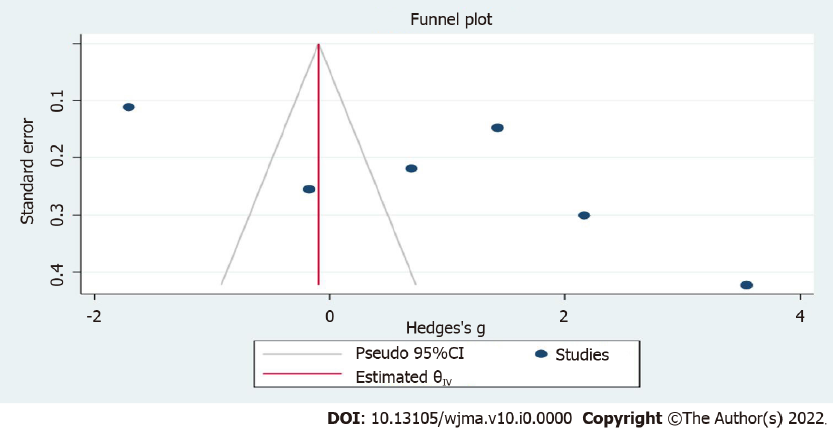 Funnel plot
Standard error
0.1
0.2
0.3
0.4
-2
0
2
4
Hedges's g
Pseudo 95%CI
Studies
Estimated θIV
DOI: 10.13105/wjma.v10.i0.0000 Copyright ©The Author(s) 2022.